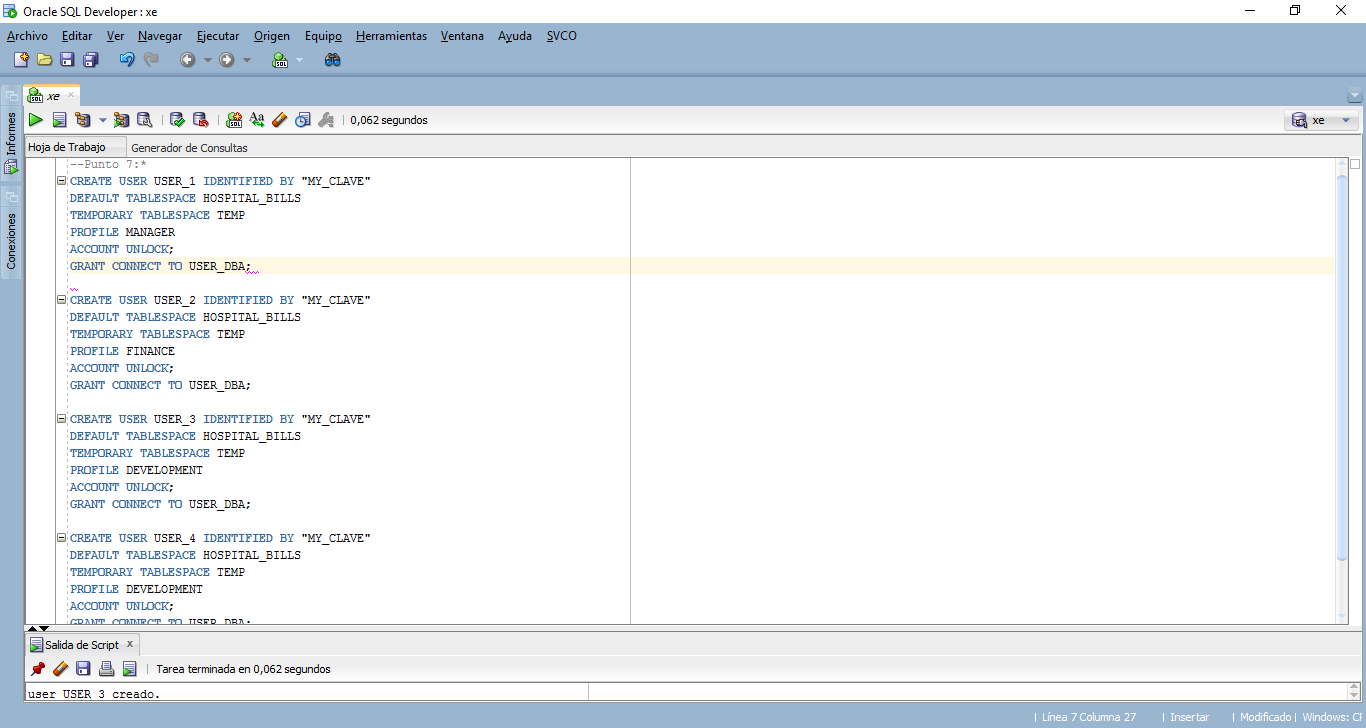 Oracle SQL Developer : xe
Archivo Editar Ver Navegar Ejecutar Origen Equipo Herramientas Ventana Ayuda SVCO
xe
0,062 segundos
xe
Informes
Conexiones
Hoja de Trabajo Generador de Consultas
--Punto 7:*
CREATE USER USER_1 IDENTIFIED BY "MY_CLAVE"
DEFAULT TABLESPACE HOSPITAL_BILLS
TEMPORARY TABLESPACE TEMP
PROFILE MANAGER
ACCOUNT UNLOCK;
GRANT CONNECT TO USER_DBA;
CREATE USER USER_2 IDENTIFIED BY "MY_CLAVE"
DEFAULT TABLESPACE HOSPITAL_BILLS
TEMPORARY TABLESPACE TEMP
PROFILE FINANCE
ACCOUNT UNLOCK;
GRANT CONNECT TO USER_DBA;
CREATE USER USER_3 IDENTIFIED BY "MY_CLAVE"
DEFAULT TABLESPACE HOSPITAL_BILLS
TEMPORARY TABLESPACE TEMP
PROFILE DEVELOPMENT
ACCOUNT UNLOCK;
GRANT CONNECT TO USER_DBA;
CREATE USER USER_4 IDENTIFIED BY "MY_CLAVE"
DEFAULT TABLESPACE HOSPITAL_BILLS
TEMPORARY TABLESPACE TEMP
PROFILE DEVELOPMENT
ACCOUNT UNLOCK;
GRANT CONNECT TO USER_DBA;
Salida de Script x
Tarea terminada en 0,062 segundos
user USER_3 creado.
| Línea 7 Columna 27 | Insertar | Modificado | Windows: CF